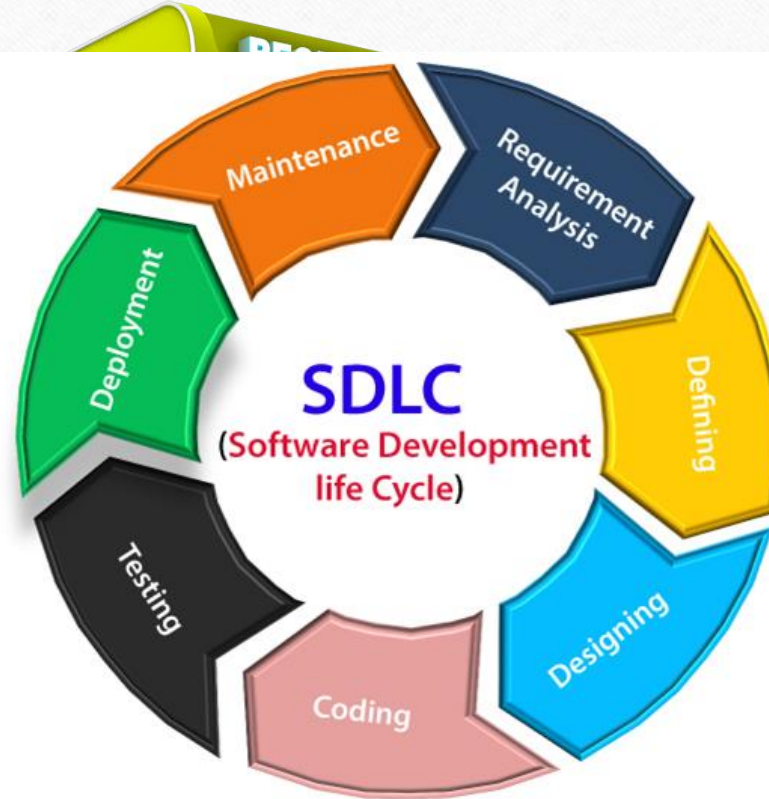 Requirement
Analysis
Defining
Designing
Coding
Testing
Deployment
Maintenance
SDLC
(Software Development
life Cycle)